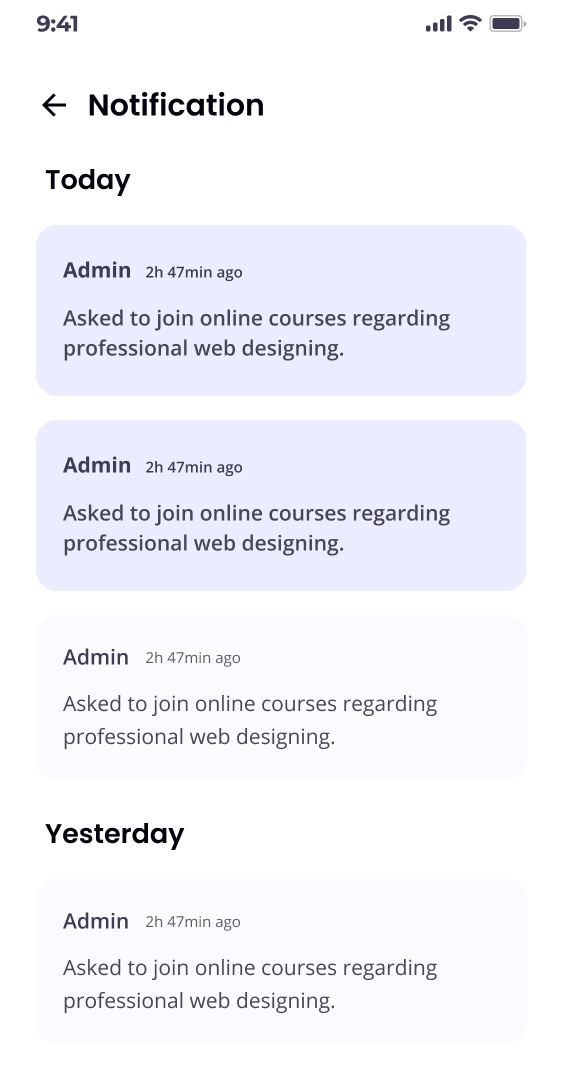 9:41
Notification
Today
Admin 2h 47min ago
Asked to join online courses regarding
professional web designing.
Admin 2h 47min ago
Asked to join online courses regarding
professional web designing.
Admin 2h 47min ago
Asked to join online courses regarding
professional web designing.
Yesterday
Admin 2h 47min ago
Asked to join online courses regarding
professional web designing.